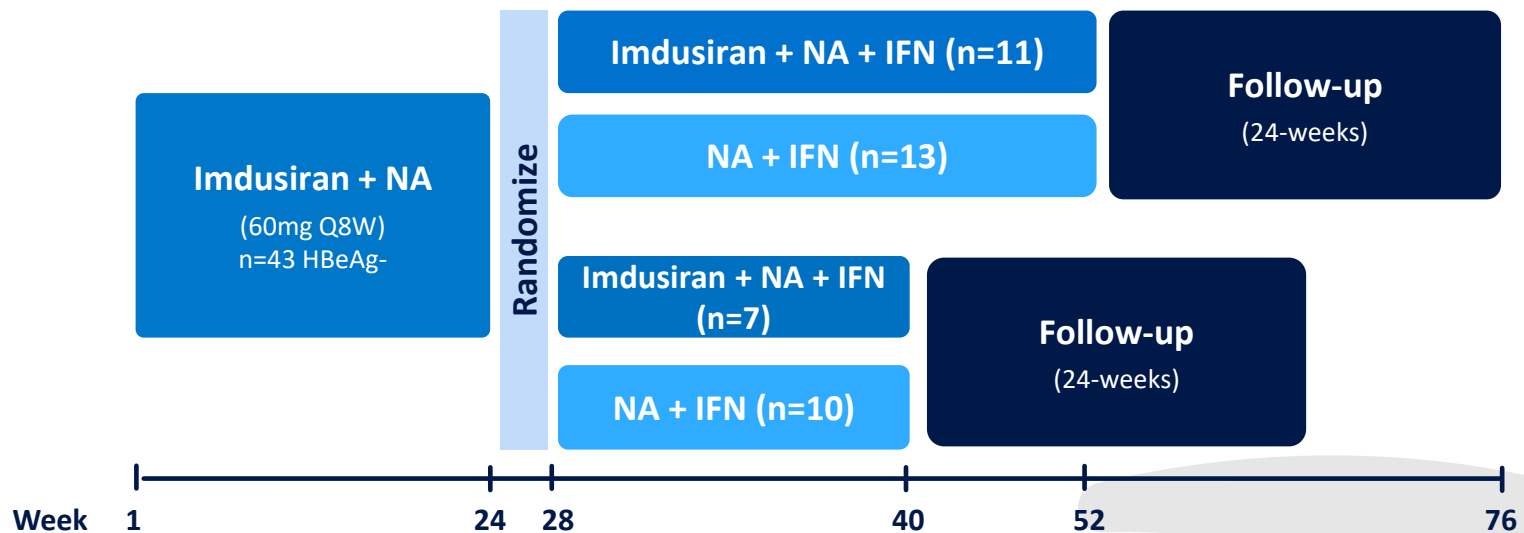 Imdusiran + NA
(60mg Q8W)
n=43 HBeAg-
Randomize
Imdusiran + NA + IFN (n=11)
NA + IFN (n=13)
Follow-up
(24-weeks)
Imdusiran + NA + IFN
(n=7)
NA + IFN (n=10)
Follow-up
(24-weeks)
Week 1 24 28 40 52 76